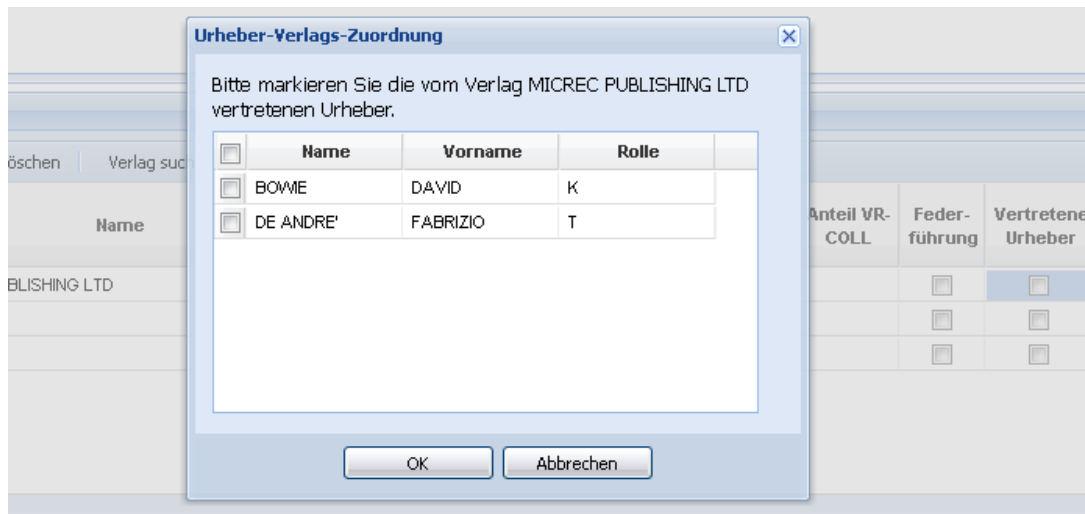 Urheber-Verlags-Zuordnung
Bitte markieren Sie die vom Verlag MICREC PUBLISHING LTD
vertretenen Urheber.
Name Vorname Rolle
BOWIE DAVID K
DE ANDRE' FABRIZIO T
OK Abbrechen
öschen Verlag suc
Name Anteil VR- Feder- Vertretene
COLL führung Urheber
BLISHING LTD